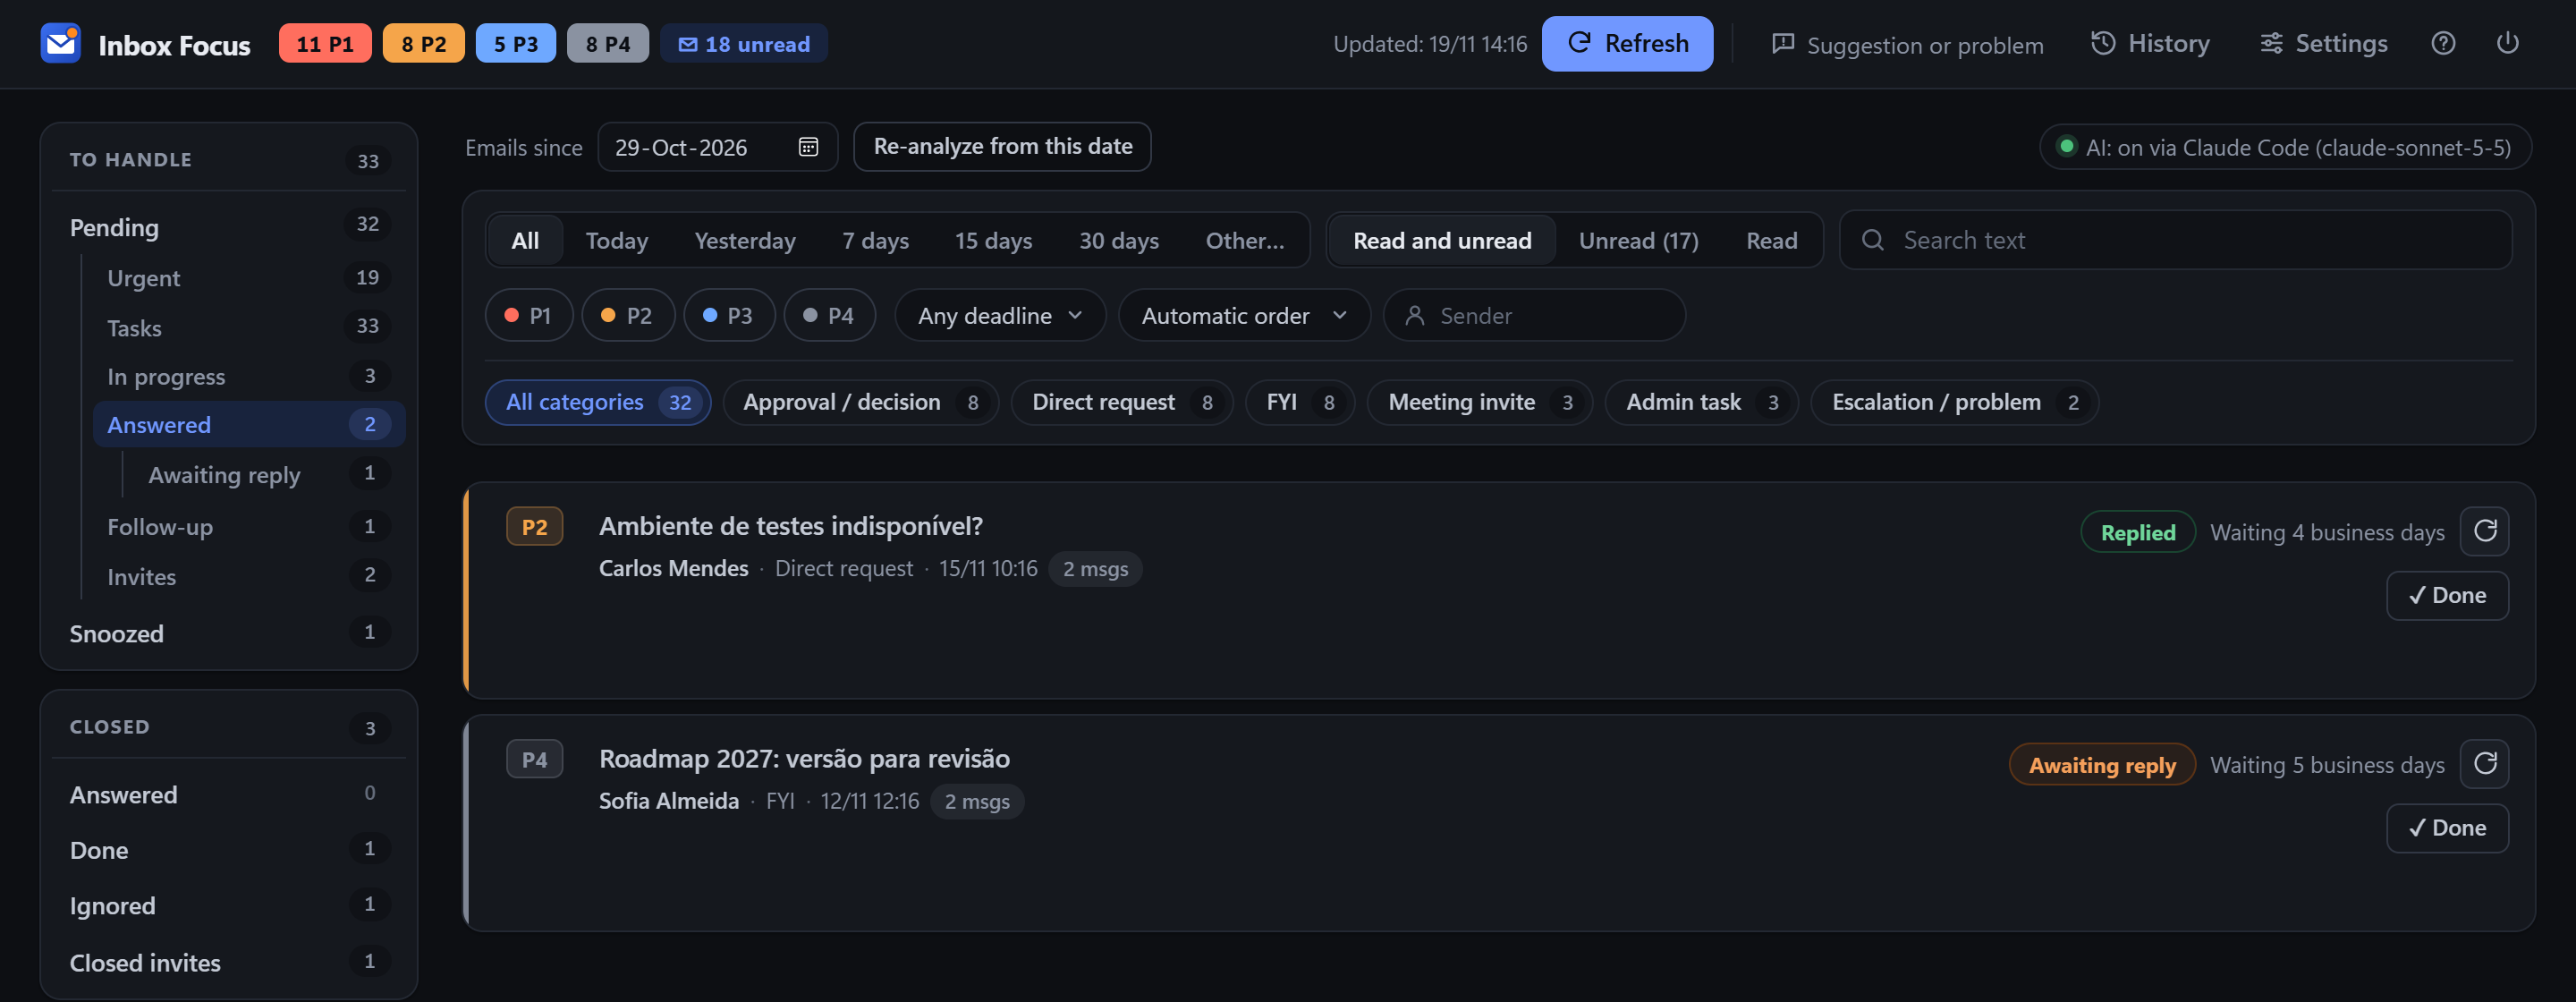 Inbox Focus 11 P1 8 P2 5 P3 8 P4 18 unread Updated: 19/11 14:16 Refresh Suggestion or problem History Settings
TO HANDLE 33
Pending 32
Urgent 19
Tasks 33
In progress 3
Answered 2
Awaiting reply 1
Follow-up 1
Invites 2
Snoozed 1
CLOSED 3
Answered 0
Done 1
Ignored 1
Closed invites 1
Emails since 29-Oct-2026 Re-analyze from this date AI: on via Claude Code (claude-sonnet-5-5)
All Today Yesterday 7 days 15 days 30 days Other... Read and unread Unread (17) Read Search text
P1 P2 P3 P4 Any deadline Automatic order Sender
All categories 32 Approval / decision 8 Direct request 8 FYI 8 Meeting invite 3 Admin task 3 Escalation / problem 2
P2 Ambiente de testes indisponível? Replied Waiting 4 business days
Carlos Mendes · Direct request · 15/11 10:16 2 msgs
✓ Done
P4 Roadmap 2027: versão para revisão Awaiting reply Waiting 5 business days
Sofia Almeida · FYI · 12/11 12:16 2 msgs
✓ Done